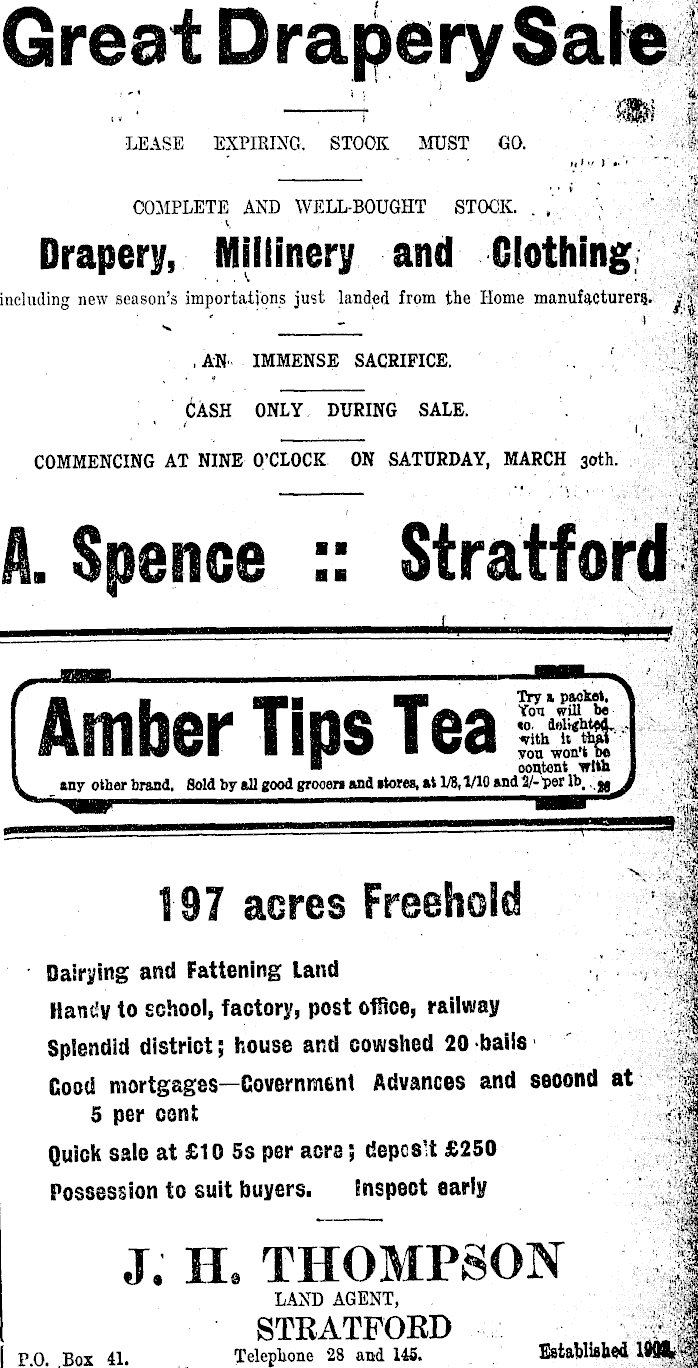 Great Drapery Sale
LEASE EXPIRING. STOCK MUST GO.
COMPLETE AND WELL-BOUGHT STOCK.
Drapery, Millinery and Clothing
including new season's importations just landed from the Home manufacturers.
AN IMMENSE SACRIFICE.
CASH ONLY DURING SALE.
COMMENCING AT NINE O'CLOCK ON SATURDAY, MARCH 30th.
A. Spence :: Stratford
Amber Tips Tea
Try a packet.
You will be
so delighted
with it that
you won't be
content with
any other brand. Sold by all good grocers and stores, at 1/8, 1/10 and 2/- per lb.
197 acres Freehold
Dairying and Fattening Land
Handy to school, factory, post office, railway
Splendid district; house and cowshed 20 bails
Good mortgages—Government Advances and second at
5 per cent
Quick sale at £10 5s per acre; deposit £250
Possession to suit buyers. Inspect early
J. H. THOMPSON
LAND AGENT,
STRATFORD
P.O. Box 41. Telephone 28 and 145. Established